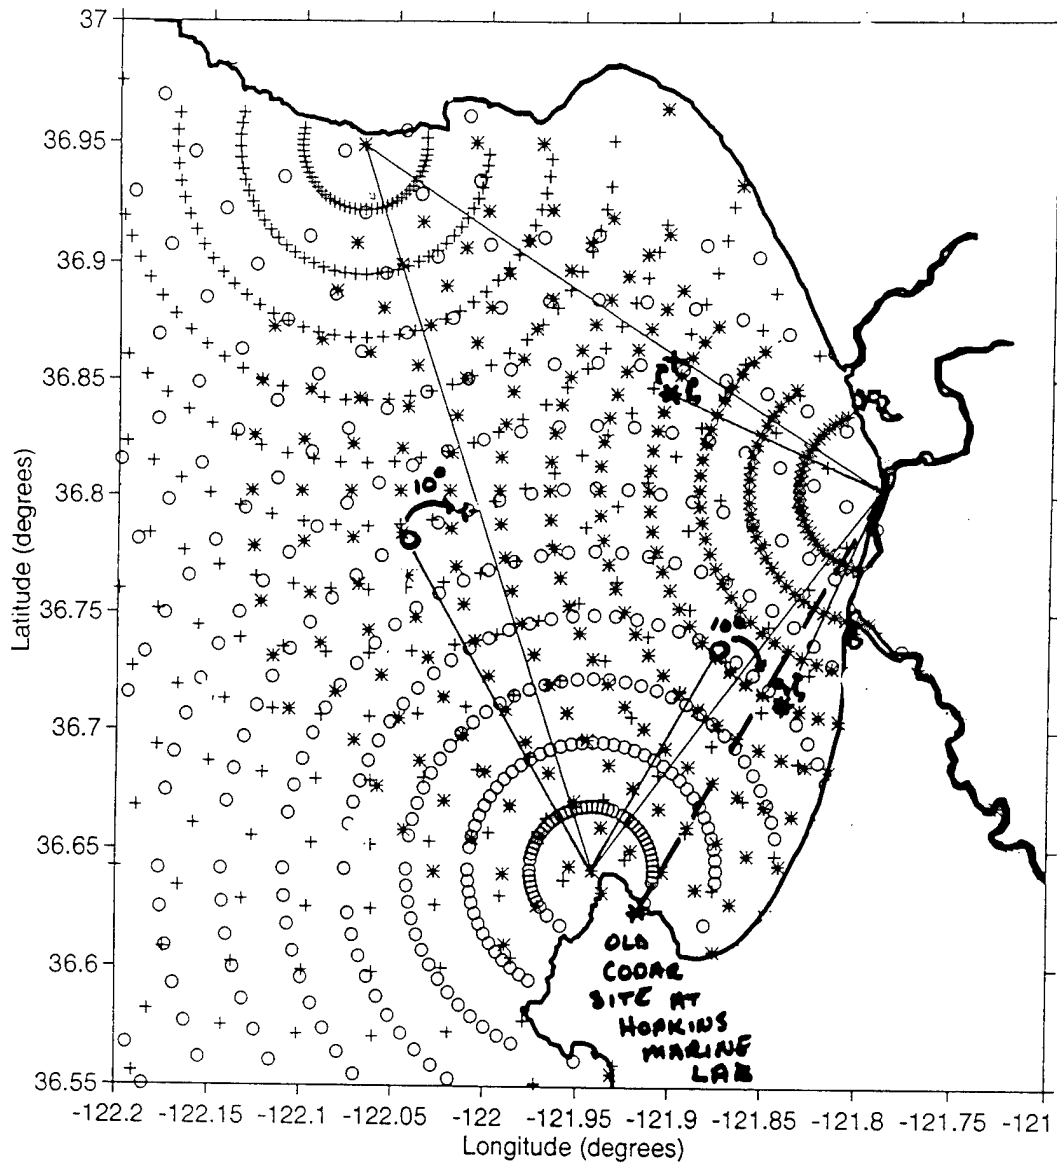 37
36.95
36.9
36.85
36.8
36.75
36.7
36.65
36.6
36.55
Latitude (degrees)
10°
10°
OLD
CODAR
SITE AT
HOPKINS
MARINE
LAB
-122.2 -122.15 -122.1 -122.05 -122 -121.95 -121.9 -121.85 -121.8 -121.75 -121
Longitude (degrees)